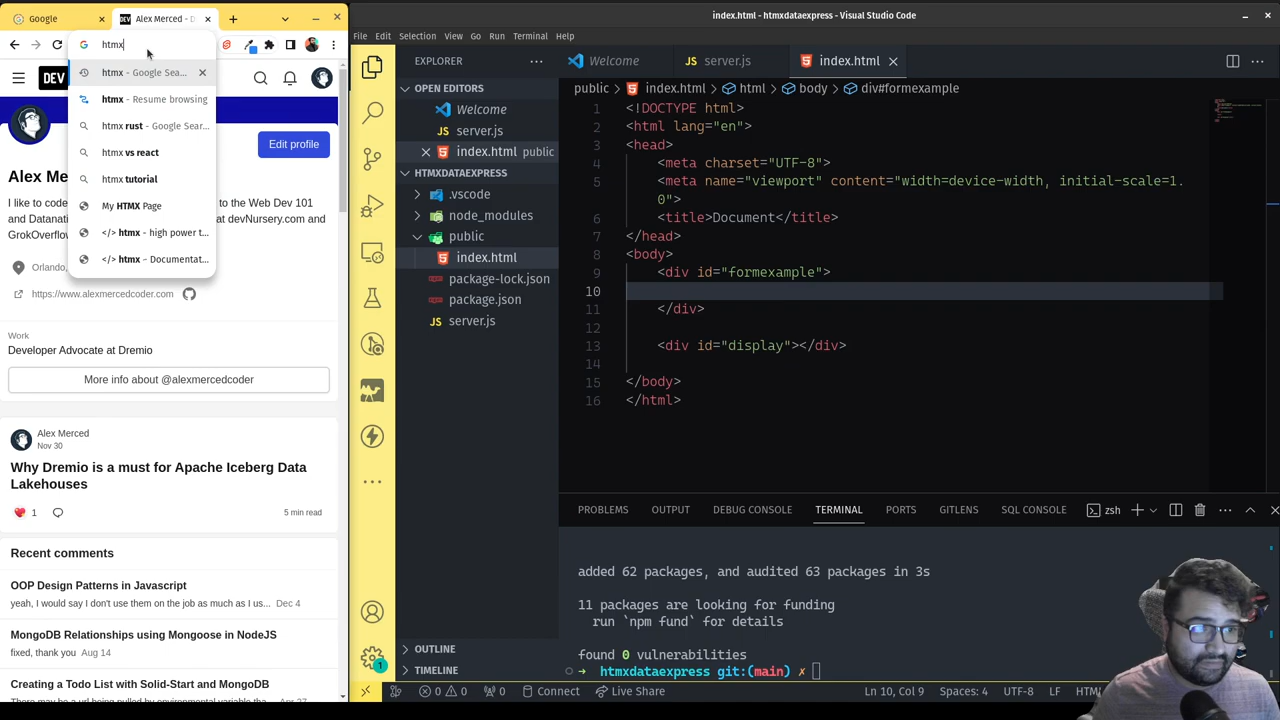 Google
DEV
Alex Merced - D
index.html - htmxdataexpress - Visual Studio Code
File
Edit
Selection
View
Go
Run
Terminal
Help
htmx
htmx - Google Sea...
htmx - Resume browsing
htmx rust - Google Sear...
htmx vs react
htmx tutorial
My HTMX Page
</> htmx - high power t...
</> htmx ~ Documentat...
DEV
Edit profile
Alex Me
I like to code
to the Web Dev 101
and Datanati
at devNursery.com and
GrokOverflow
Orlando,
https://www.alexmercedcoder.com
Work
Developer Advocate at Dremio
More info about @alexmercedcoder
Alex Merced
Nov 30
Why Dremio is a must for Apache Iceberg Data
Lakehouses
1
5 min read
Recent comments
OOP Design Patterns in Javascript
yeah, I would say I don't use them on the job as much as I us... Dec 4
MongoDB Relationships using Mongoose in NodeJS
fixed, thank you Aug 14
Creating a Todo List with Solid-Start and MongoDB
1
EXPLORER
OPEN EDITORS
Welcome
server.js
index.html public
HTMXDATAEXPRESS
.vscode
node_modules
public
index.html
package-lock.json
package.json
server.js
OUTLINE
TIMELINE
Welcome
server.js
index.html
public > index.html > html > body > div#formexample
1 <!DOCTYPE html>
2 <html lang="en">
3 <head>
4 <meta charset="UTF-8">
5 <meta name="viewport" content="width=device-width, initial-scale=1.
0">
6 <title>Document</title>
7 </head>
8 <body>
9 <div id="formexample">
10
11 </div>
12
13 <div id="display"></div>
14
15 </body>
16 </html>
PROBLEMS
OUTPUT
DEBUG CONSOLE
TERMINAL
PORTS
GITLENS
SQL CONSOLE
zsh
added 62 packages, and audited 63 packages in 3s
11 packages are looking for funding
run `npm fund` for details
found 0 vulnerabilities
→ htmxdataexpress git:(main) ✗
0
0
0
Connect
Live Share
Ln 10, Col 9
Spaces: 4
UTF-8
LF